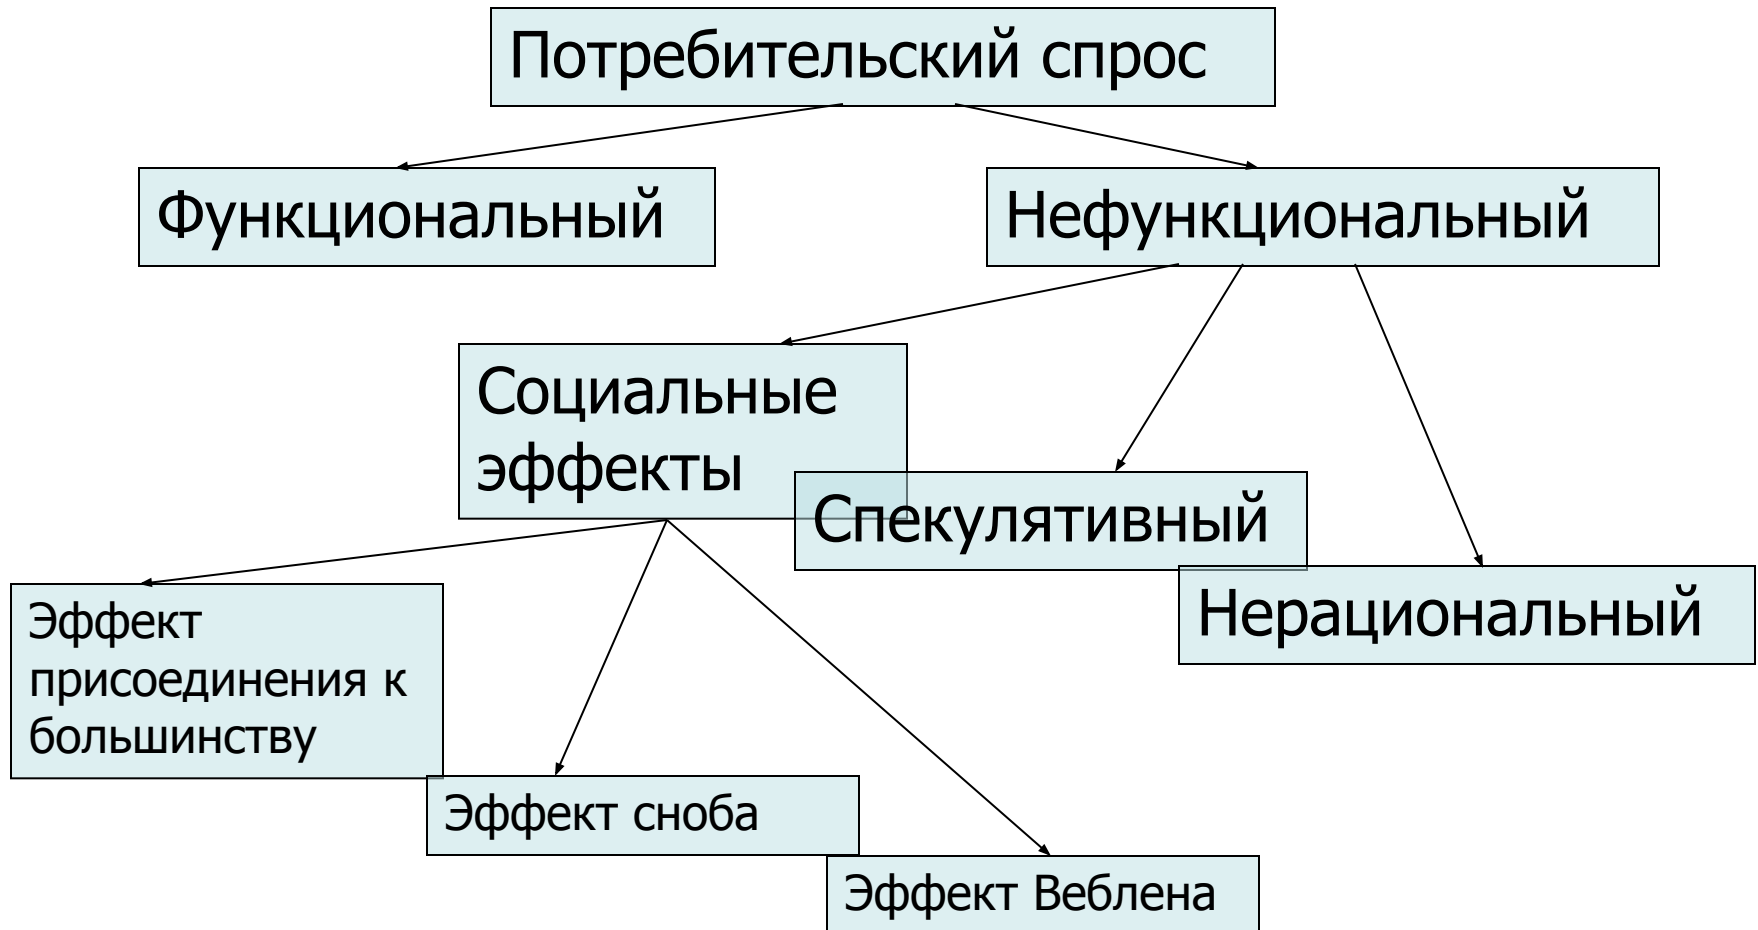 Потребительский спрос
Функциональный
Нефункциональный
Социальные
эффекты
Спекулятивный
Нерациональный
Эффект
присоединения к
большинству
Эффект сноба
Эффект Веблена